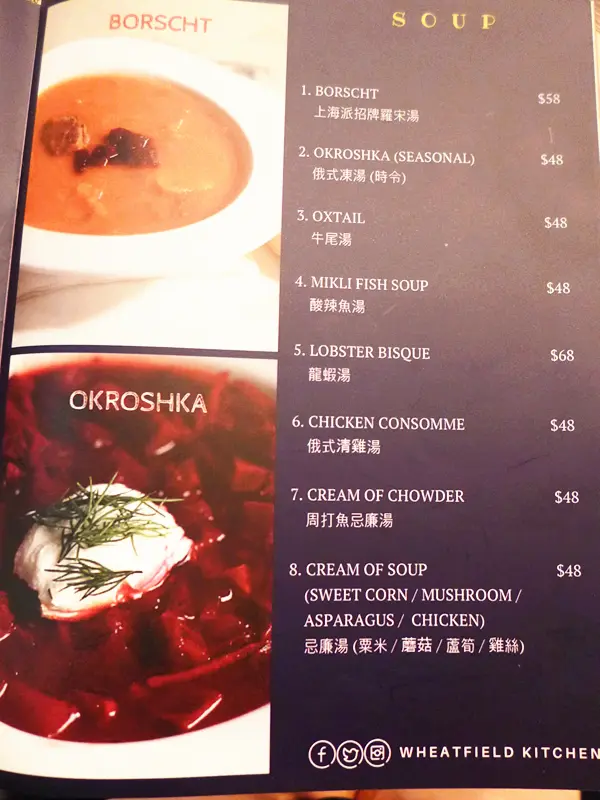 BORSCHT
OKROSHKA
SOUP
1. BORSCHT $58
上海派招牌羅宋湯
2. OKROSHKA (SEASONAL) $48
俄式凍湯 (時令)
3. OXTAIL $48
牛尾湯
4. MIKLI FISH SOUP $48
酸辣魚湯
5. LOBSTER BISQUE $68
龍蝦湯
6. CHICKEN CONSOMME $48
俄式清雞湯
7. CREAM OF CHOWDER $48
周打魚忌廉湯
8. CREAM OF SOUP $48
(SWEET CORN / MUSHROOM /
ASPARAGUS / CHICKEN)
忌廉湯 (粟米 / 蘑菇 / 蘆筍 / 雞絲)
WHEATFIELD KITCHEN